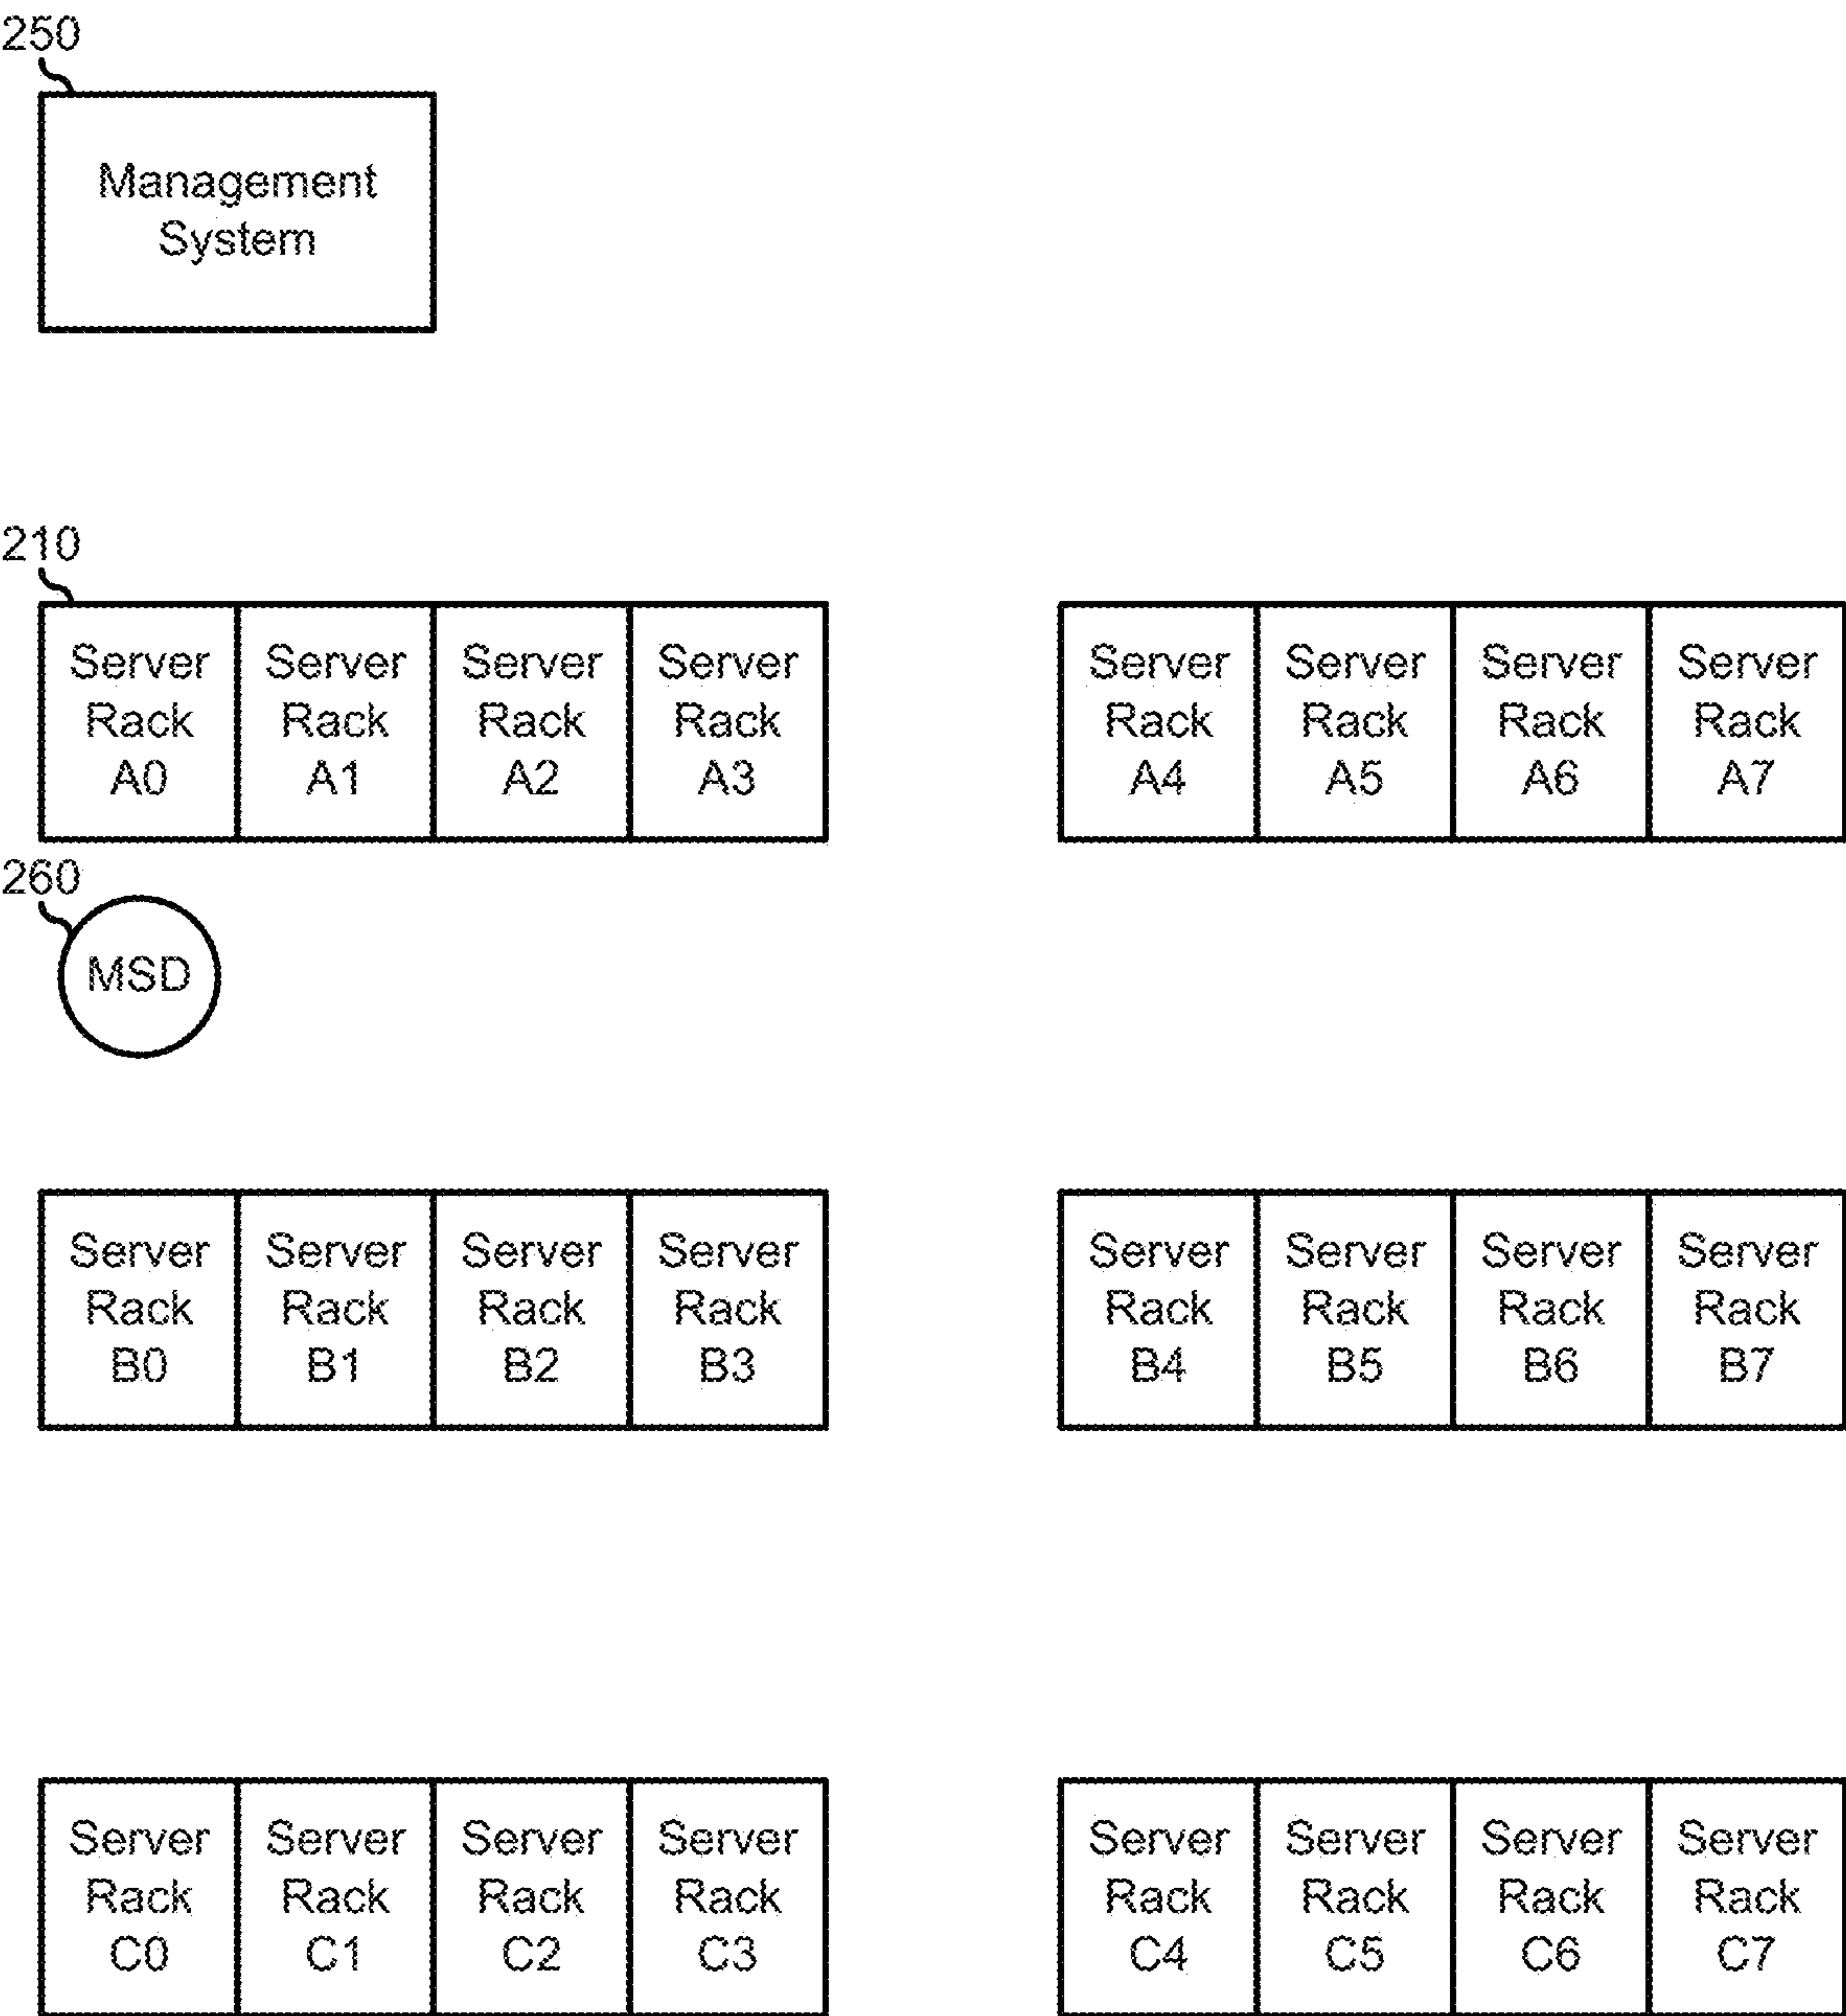 250
Management
System
210
Server Server Server Server Server Server Server Server
Rack Rack Rack Rack Rack Rack Rack Rack
A0 A1 A2 A3 A4 A5 A6 A7
260
MSD
Server Server Server Server Server Server Server Server
Rack Rack Rack Rack Rack Rack Rack Rack
B0 B1 B2 B3 B4 B5 B6 B7
Server Server Server Server Server Server Server Server
Rack Rack Rack Rack Rack Rack Rack Rack
C0 C1 C2 C3 C4 C5 C6 C7